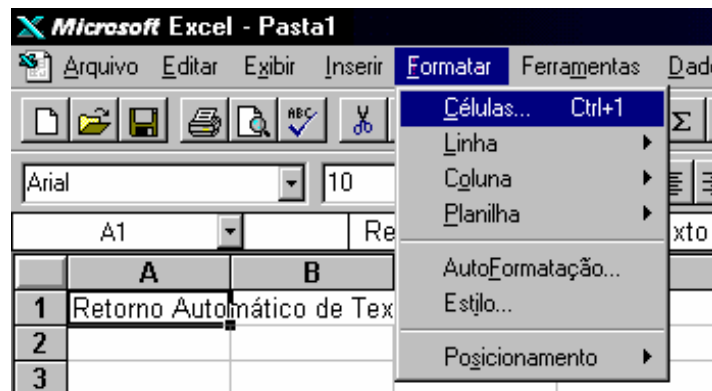 Microsoft Excel - Pasta1
Arquivo Editar Exibir Inserir Formatar Ferramentas Dad
ABC
Σ
Células... Ctrl+1
Linha
Coluna
Planilha
AutoFormatação...
Estilo...
Posicionamento
Arial 10
A1 Re xto
A B
1 Retorno Automático de Tex
2
3